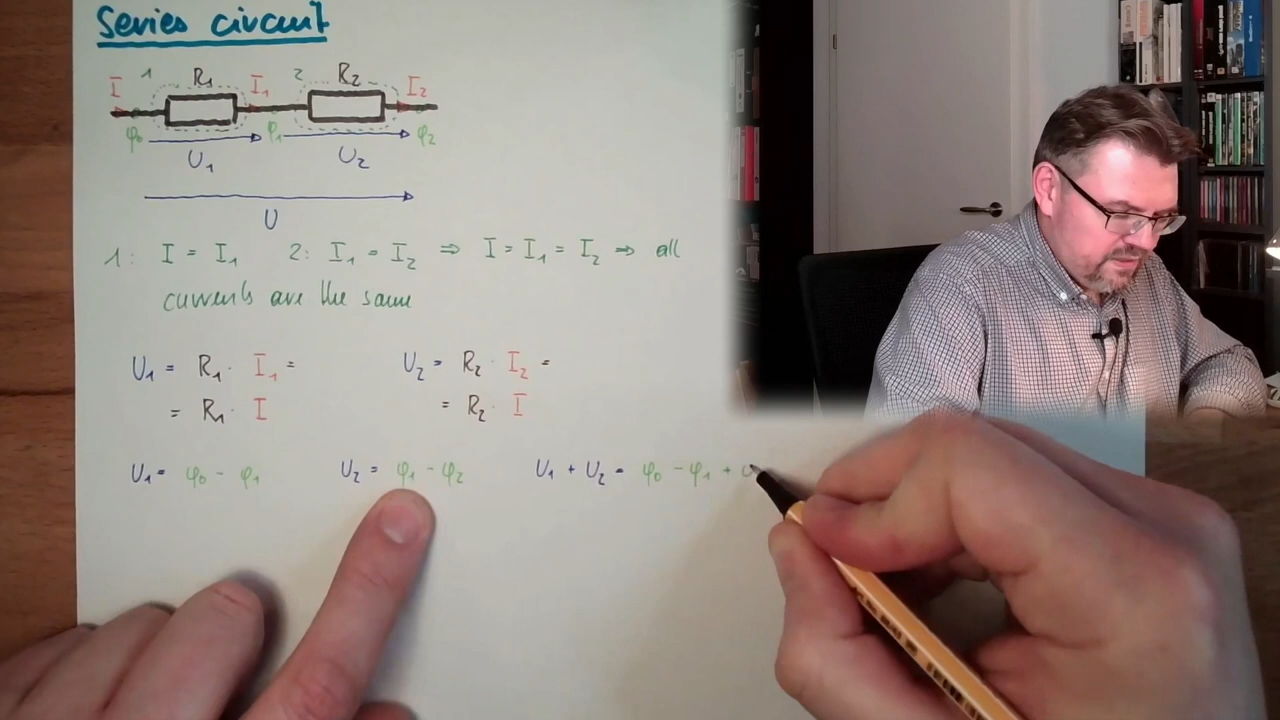 Series circuit
I 1 R₁ I₁ 2 R₂ I₂
φ₀ φ₁ φ₂
U₁ U₂
U
1: I = I₁ 2: I₁ = I₂ ⇒ I = I₁ = I₂ ⇒ all
currents are the same
U₁ = R₁ · I₁ = U₂ = R₂ · I₂ =
= R₁ · I = R₂ · I
U₁ = φ₀ - φ₁ U₂ = φ₁ - φ₂ U₁ + U₂ = φ₀ - φ₁ +